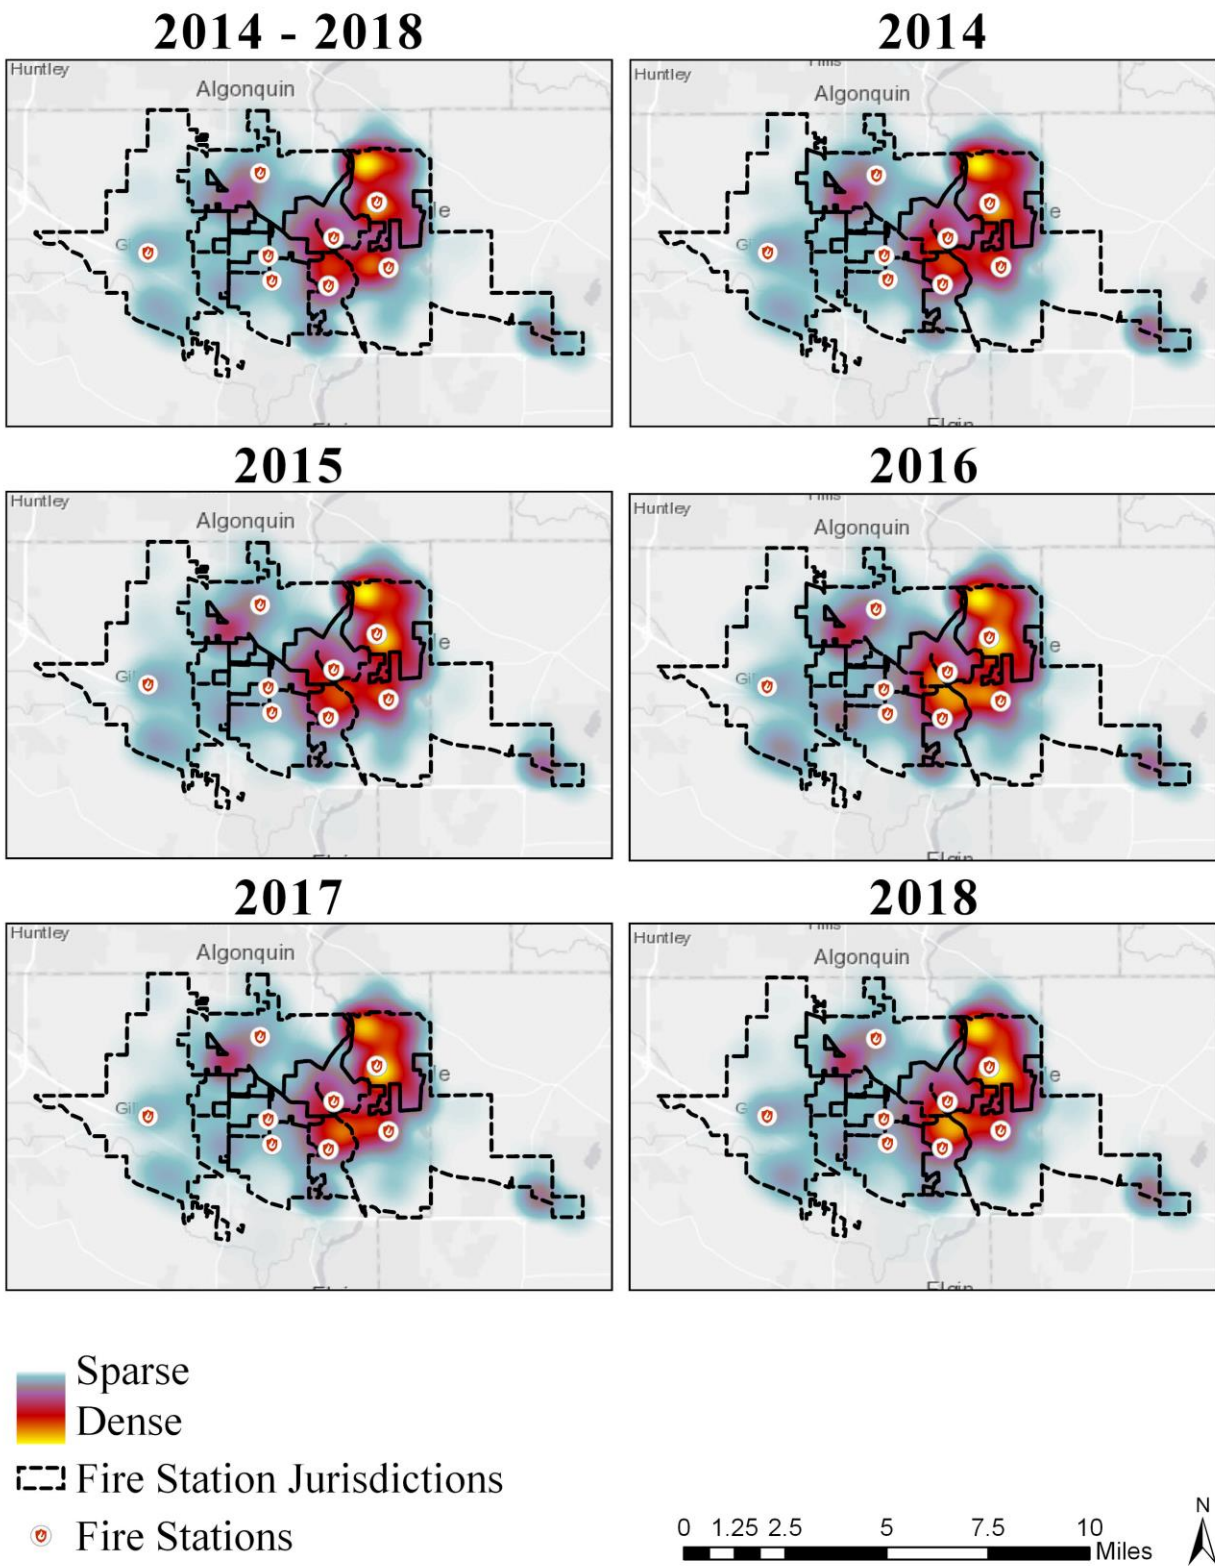 2014 - 2018
2014
Huntley
Algonquin
Huntley
Algonquin
Elgin
2015
2016
Huntley
Algonquin
Huntley
Algonquin
2017
2018
Huntley
Algonquin
Huntley
Algonquin
Sparse
Dense
Fire Station Jurisdictions
Fire Stations
0 1.25 2.5 5 7.5 10
Miles
N